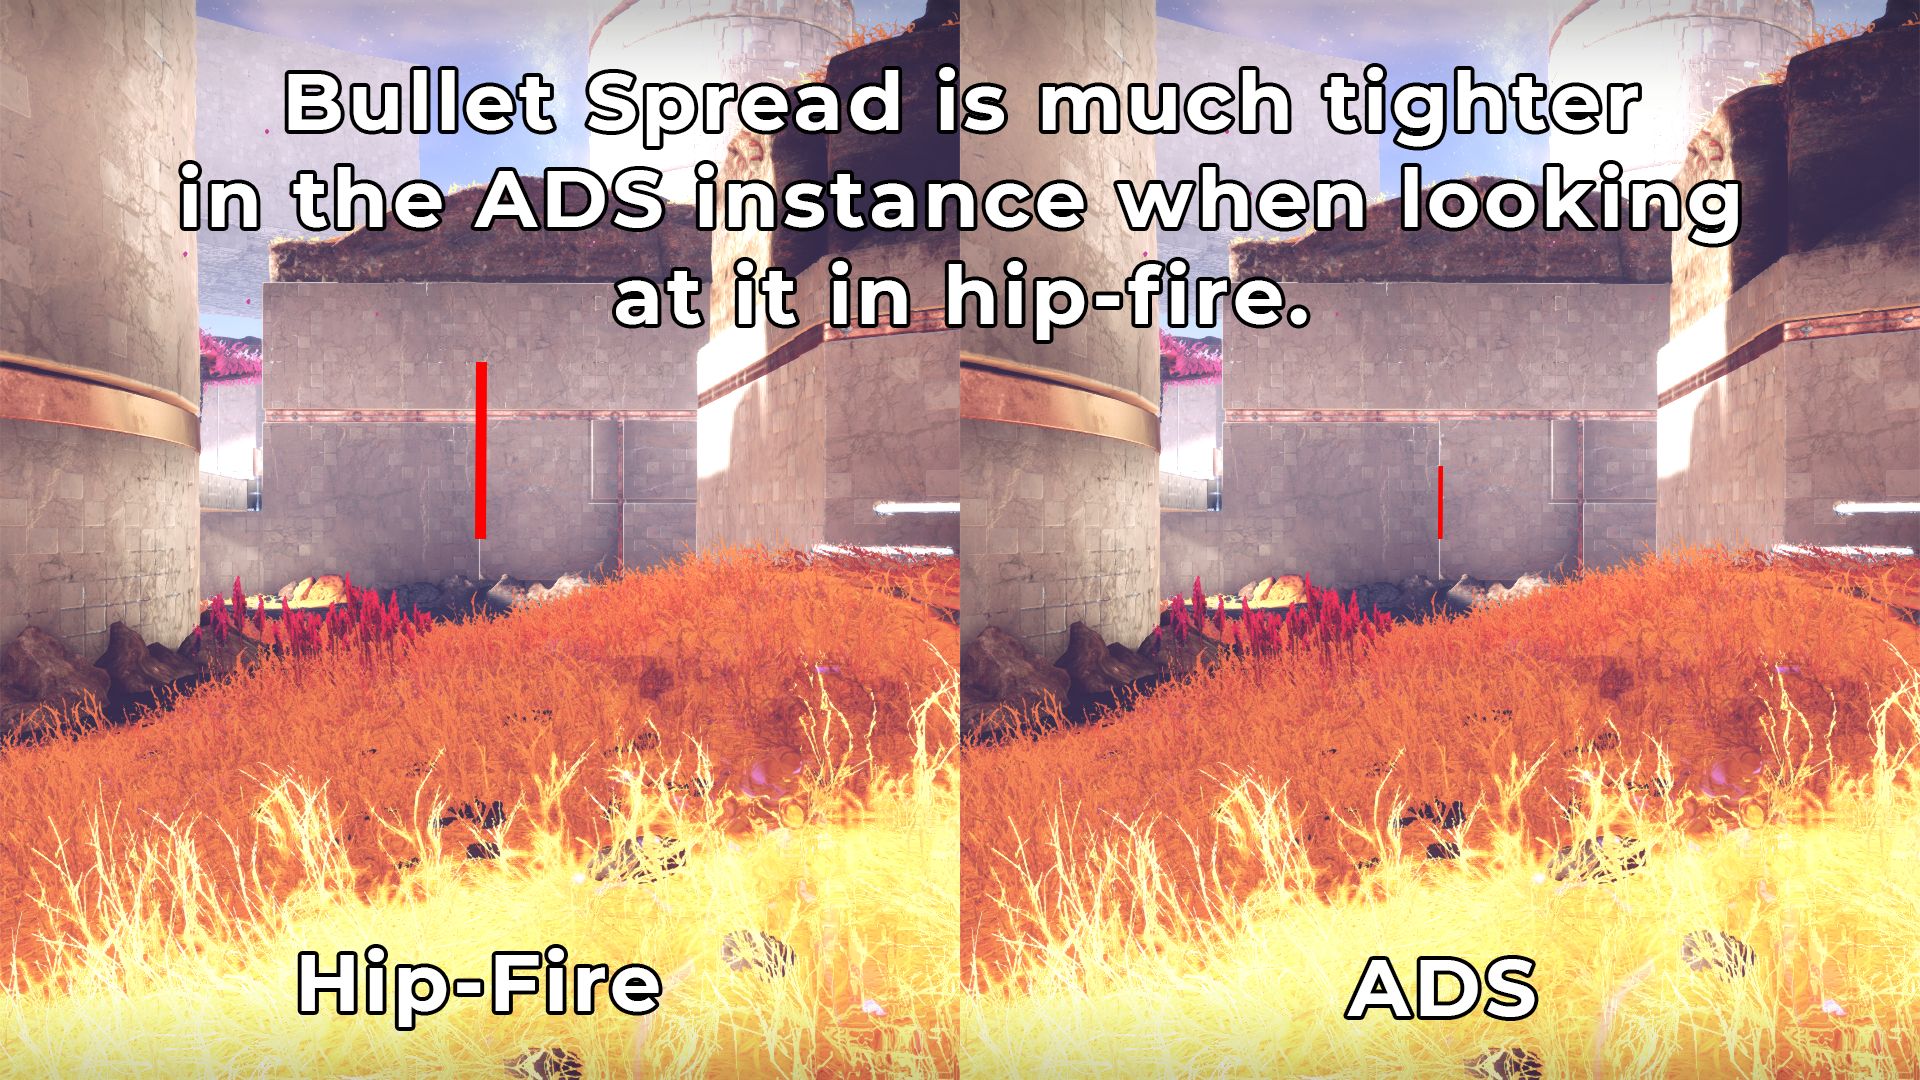 Bullet Spread is much tighter
in the ADS instance when looking
at it in hip-fire.
Hip-Fire
ADS